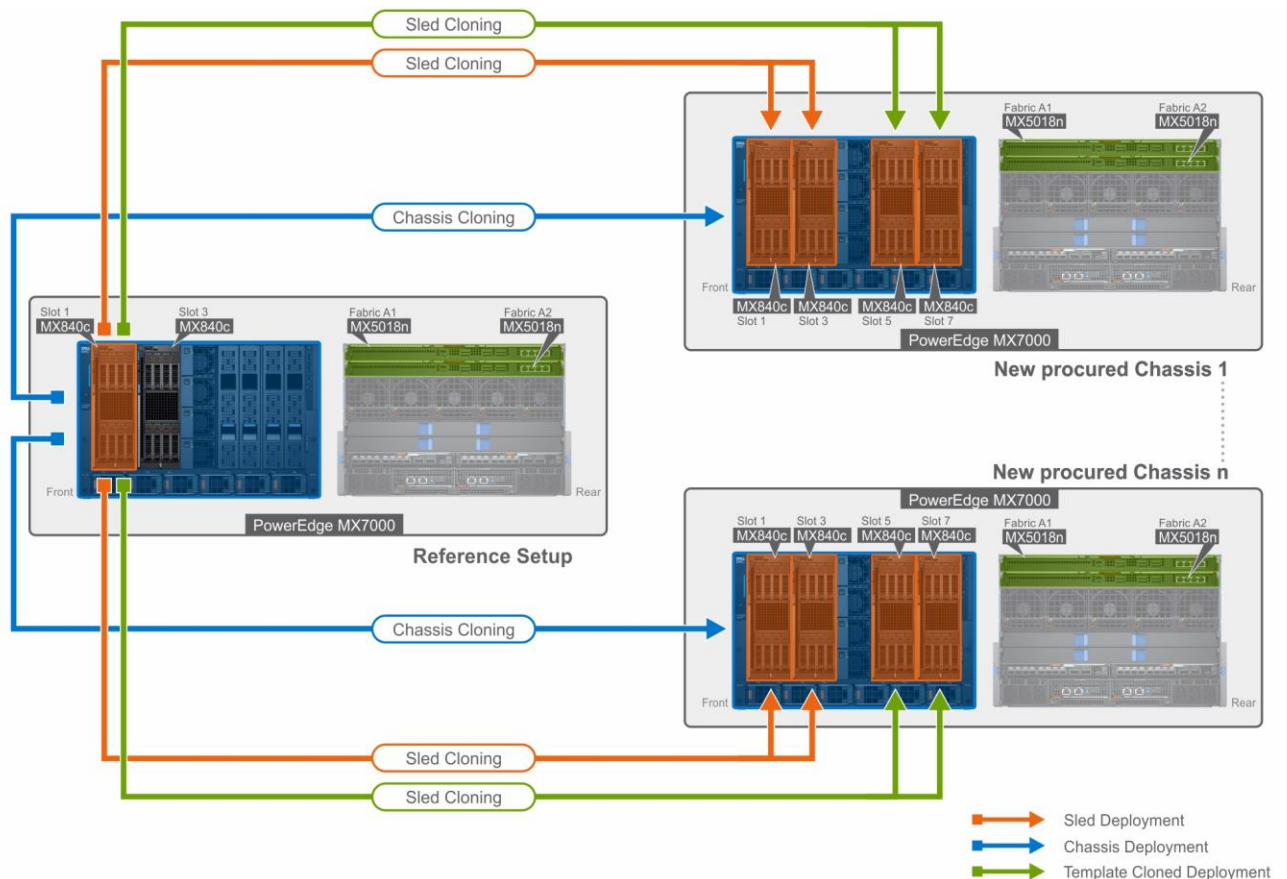 Sled Cloning
Sled Cloning
Fabric A1
MX5018n
Fabric A2
MX5018n
Chassis Cloning
Front
Rear
MX840c
MX840c
MX840c
MX840c
Slot 1
Slot 3
Slot 5
Slot 7
PowerEdge MX7000
New procured Chassis 1
Slot 1
MX840c
Slot 3
MX840c
Fabric A1
MX5018n
Fabric A2
MX5018n
Front
Rear
PowerEdge MX7000
Reference Setup
New procured Chassis n
PowerEdge MX7000
Slot 1
MX840c
Slot 3
MX840c
Slot 5
MX840c
Slot 7
MX840c
Fabric A1
MX5018n
Fabric A2
MX5018n
Chassis Cloning
Front
Rear
Sled Cloning
Sled Cloning
Sled Deployment
Chassis Deployment
Template Cloned Deployment